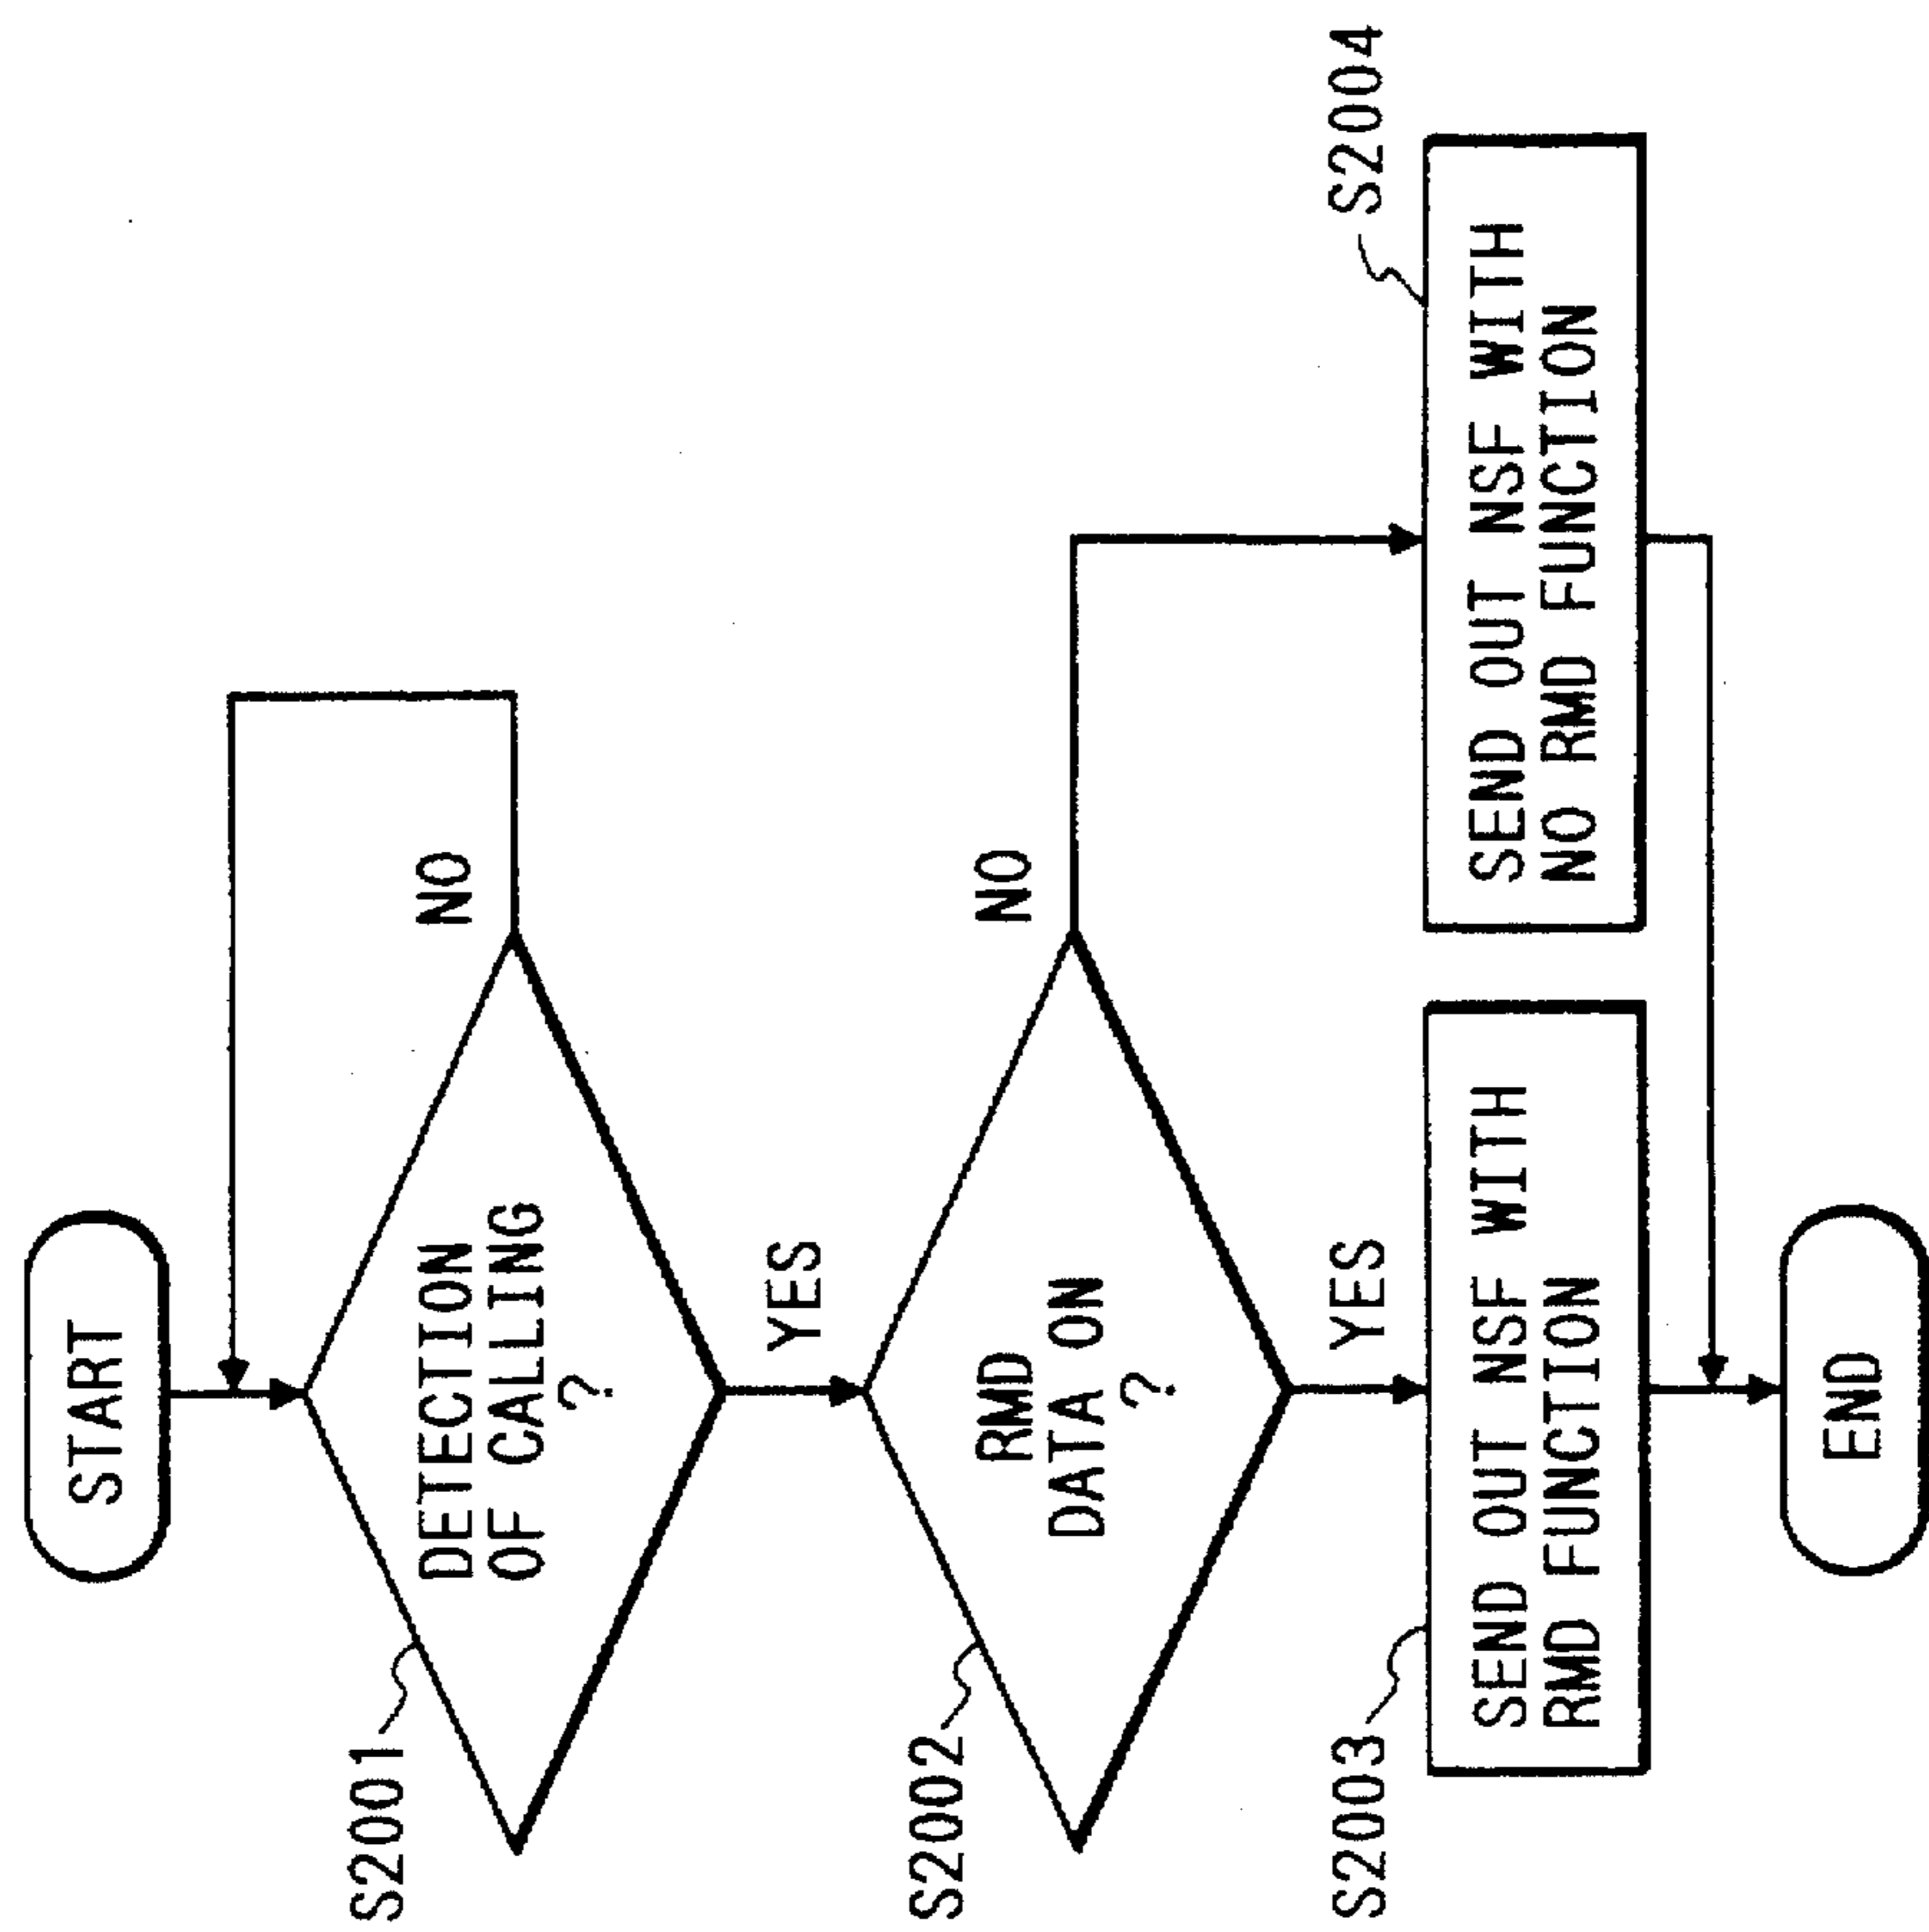 START
S2001
DETECTION
OF CALLING
?
NO
YES
S2002
RMD
DATA ON
?
NO
YES
S2003
SEND OUT NSF WITH
RMD FUNCTION
S2004
SEND OUT NSF WITH
NO RMD FUNCTION
END